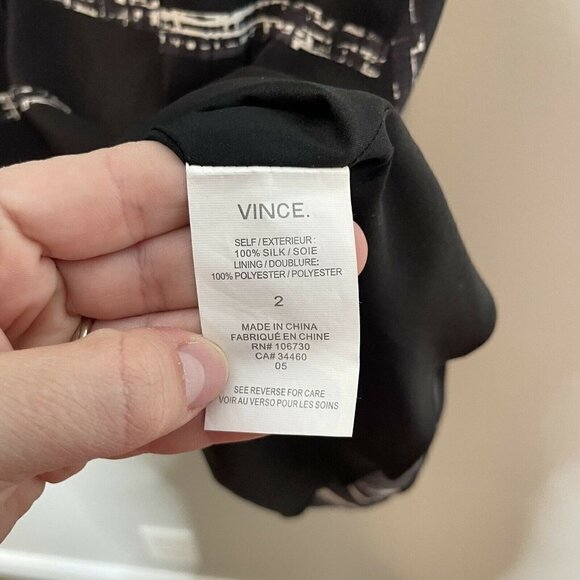 VINCE.
SELF / EXTERIEUR :
100% SILK / SOIE
LINING / DOUBLURE:
100% POLYESTER / POLYESTER
2
MADE IN CHINA
FABRIQUÉ EN CHINE
RN# 106730
CA# 34460
05
SEE REVERSE FOR CARE
VOIR AU VERSO POUR LES SOINS